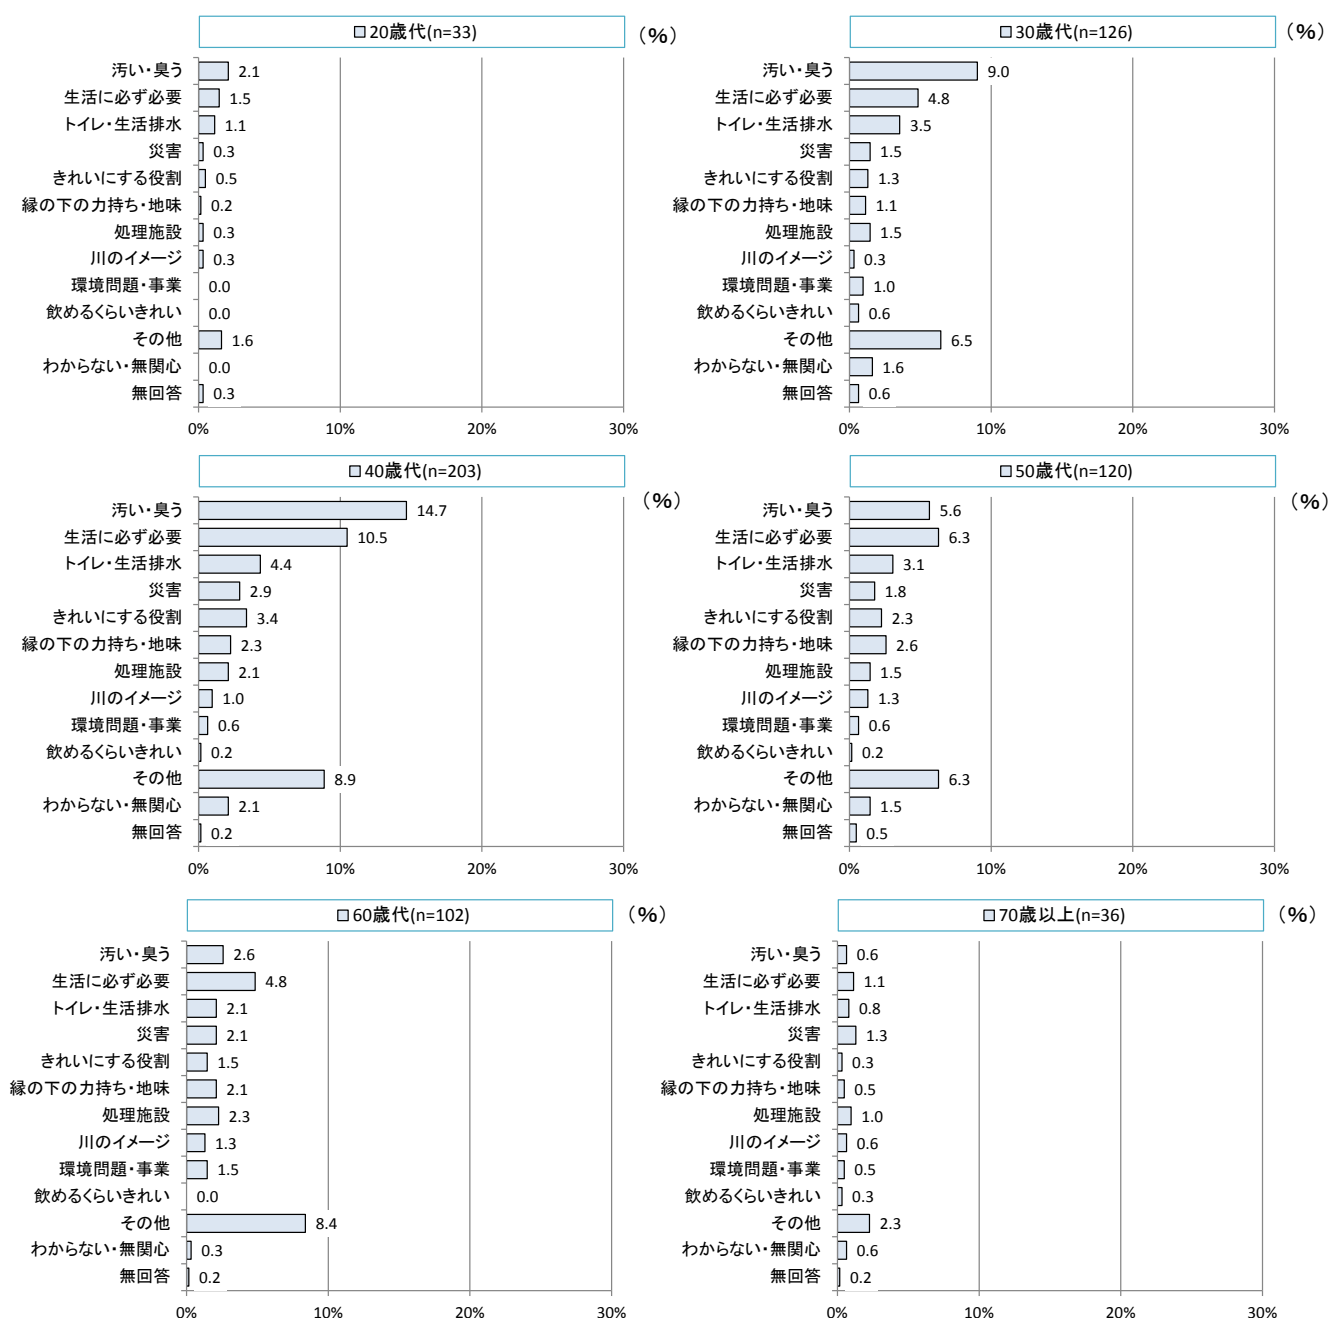 20歳代(n=33)
（%）
汚い・臭う 2.1
生活に必ず必要 1.5
トイレ・生活排水 1.1
災害 0.3
きれいにする役割 0.5
縁の下の力持ち・地味 0.2
処理施設 0.3
川のイメージ 0.3
環境問題・事業 0.0
飲めるくらいきれい 0.0
その他 1.6
わからない・無関心 0.0
無回答 0.3
0% 10% 20% 30%
30歳代(n=126)
（%）
汚い・臭う 9.0
生活に必ず必要 4.8
トイレ・生活排水 3.5
災害 1.5
きれいにする役割 1.3
縁の下の力持ち・地味 1.1
処理施設 1.5
川のイメージ 0.3
環境問題・事業 1.0
飲めるくらいきれい 0.6
その他 6.5
わからない・無関心 1.6
無回答 0.6
0% 10% 20% 30%
40歳代(n=203)
（%）
汚い・臭う 14.7
生活に必ず必要 10.5
トイレ・生活排水 4.4
災害 2.9
きれいにする役割 3.4
縁の下の力持ち・地味 2.3
処理施設 2.1
川のイメージ 1.0
環境問題・事業 0.6
飲めるくらいきれい 0.2
その他 8.9
わからない・無関心 2.1
無回答 0.2
0% 10% 20% 30%
50歳代(n=120)
（%）
汚い・臭う 5.6
生活に必ず必要 6.3
トイレ・生活排水 3.1
災害 1.8
きれいにする役割 2.3
縁の下の力持ち・地味 2.6
処理施設 1.5
川のイメージ 1.3
環境問題・事業 0.6
飲めるくらいきれい 0.2
その他 6.3
わからない・無関心 1.5
無回答 0.5
0% 10% 20% 30%
60歳代(n=102)
（%）
汚い・臭う 2.6
生活に必ず必要 4.8
トイレ・生活排水 2.1
災害 2.1
きれいにする役割 1.5
縁の下の力持ち・地味 2.1
処理施設 2.3
川のイメージ 1.3
環境問題・事業 1.5
飲めるくらいきれい 0.0
その他 8.4
わからない・無関心 0.3
無回答 0.2
0% 10% 20% 30%
70歳以上(n=36)
（%）
汚い・臭う 0.6
生活に必ず必要 1.1
トイレ・生活排水 0.8
災害 1.3
きれいにする役割 0.3
縁の下の力持ち・地味 0.5
処理施設 1.0
川のイメージ 0.6
環境問題・事業 0.5
飲めるくらいきれい 0.3
その他 2.3
わからない・無関心 0.6
無回答 0.2
0% 10% 20% 30%